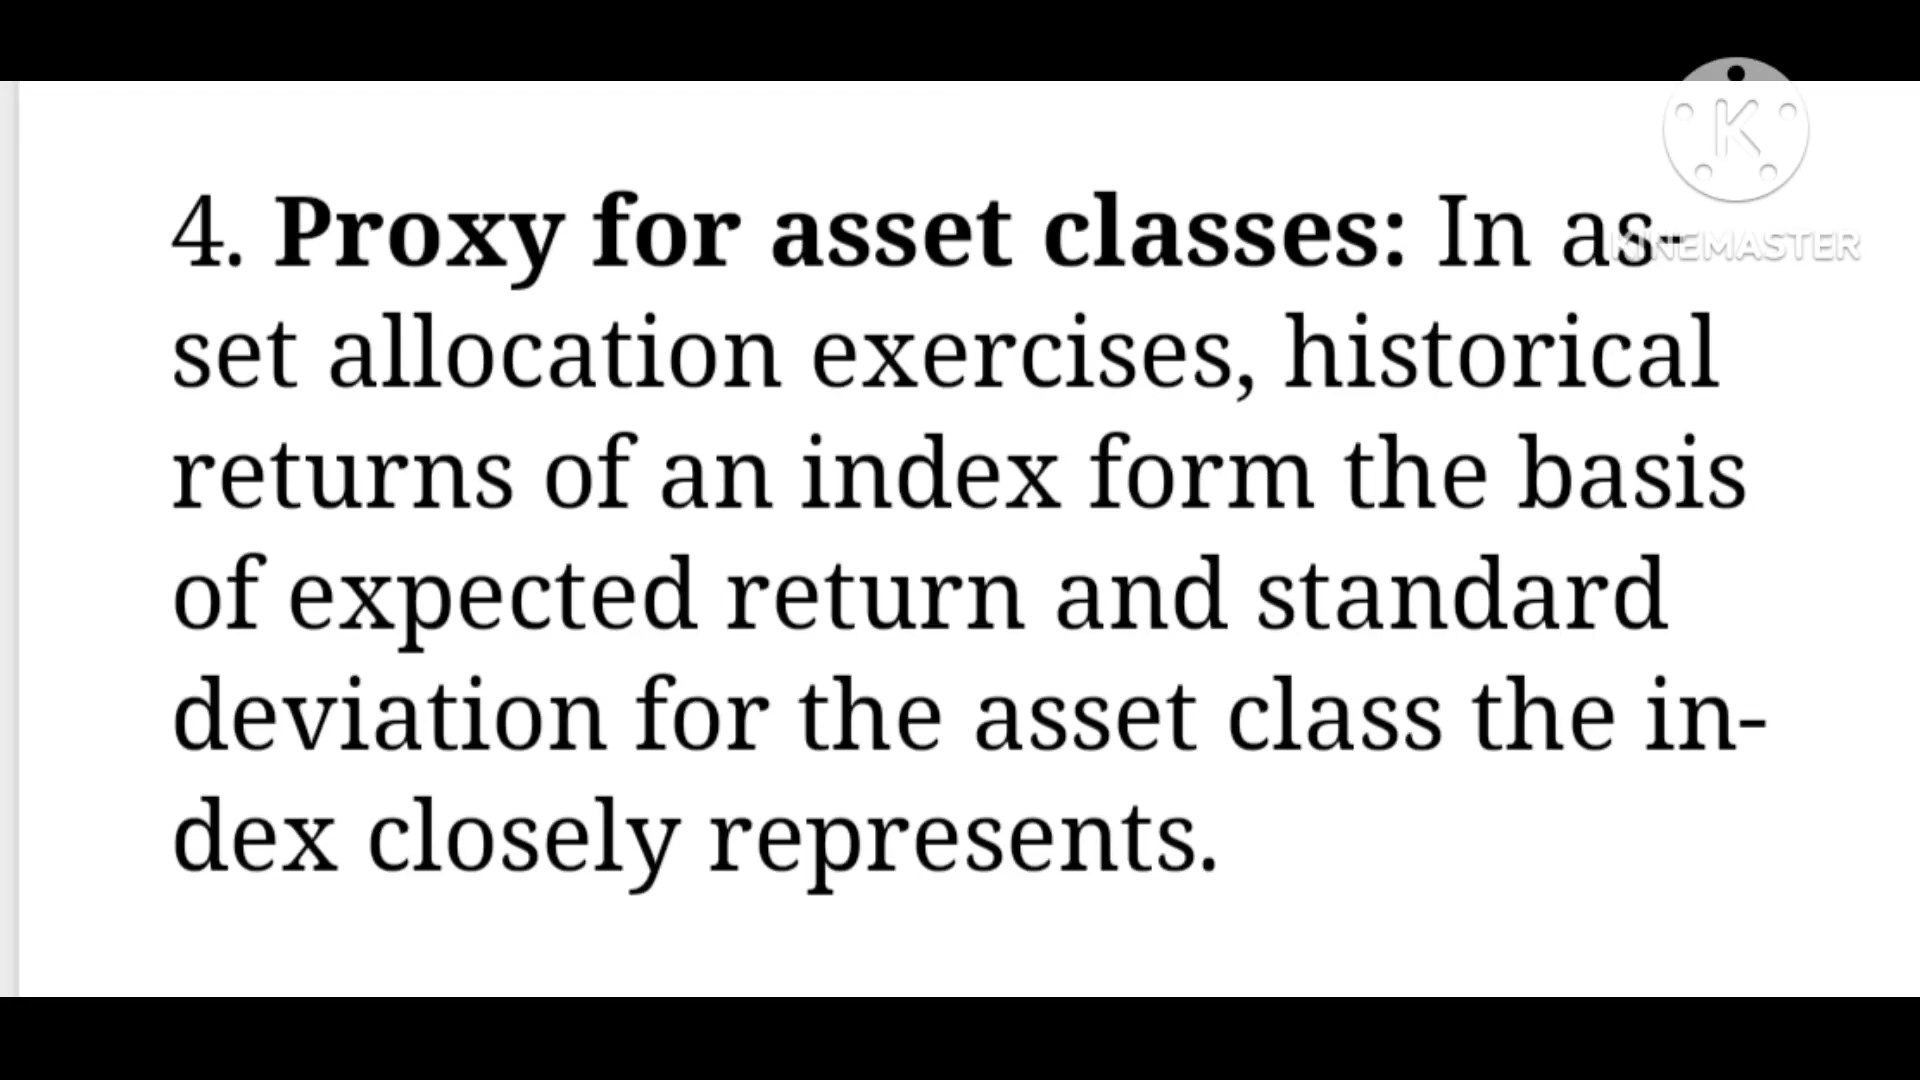 4. Proxy for asset classes: In as-
set allocation exercises, historical
returns of an index form the basis
of expected return and standard
deviation for the asset class the in-
dex closely represents.
K
KINEMASTER